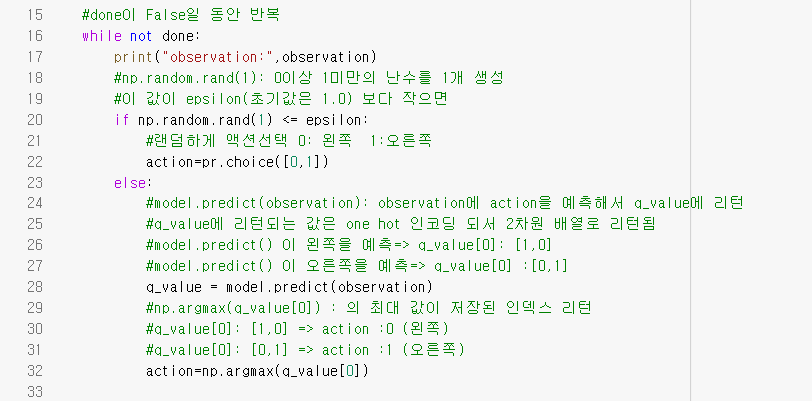 15 #done이 False일 동안 반복
16 while not done:
17 print("observation:",observation)
18 #np.random.rand(1): 0이상 1미만의 난수를 1개 생성
19 #이 값이 epsilon(초기값은 1.0) 보다 작으면
20 if np.random.rand(1) <= epsilon:
21 #랜덤하게 액션선택 0: 왼쪽 1:오른쪽
22 action=pr.choice([0,1])
23 else:
24 #model.predict(observation): observation에 action을 예측해서 q_value에 리턴
25 #q_value에 리턴되는 값은 one hot 인코딩 되서 2차원 배열로 리턴됨
26 #model.predict() 이 왼쪽을 예측=> q_value[0]: [1,0]
27 #model.predict() 이 오른쪽을 예측=> q_value[0] :[0,1]
28 q_value = model.predict(observation)
29 #np.argmax(q_value[0]) : 의 최대 값이 저장된 인덱스 리턴
30 #q_value[0]: [1,0] => action :0 (왼쪽)
31 #q_value[0]: [0,1] => action :1 (오른쪽)
32 action=np.argmax(q_value[0])
33